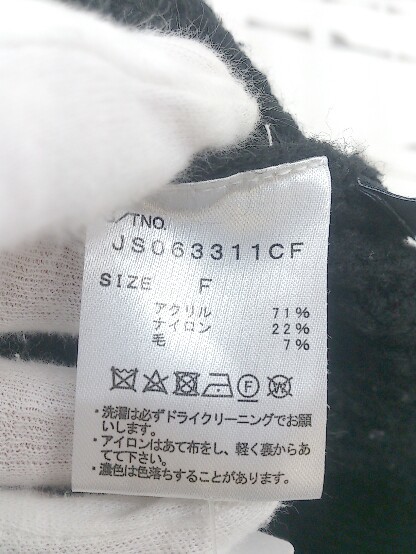 /TNO.
JS063311CF
SIZE F
アクリル 71%
ナイロン 22%
毛 7%
F W
・洗濯は必ずドライクリーニングでお願
いします。
・アイロンはあて布をし、軽く裏からあ
てて下さい。
・濃色は色落ちすることがあります。